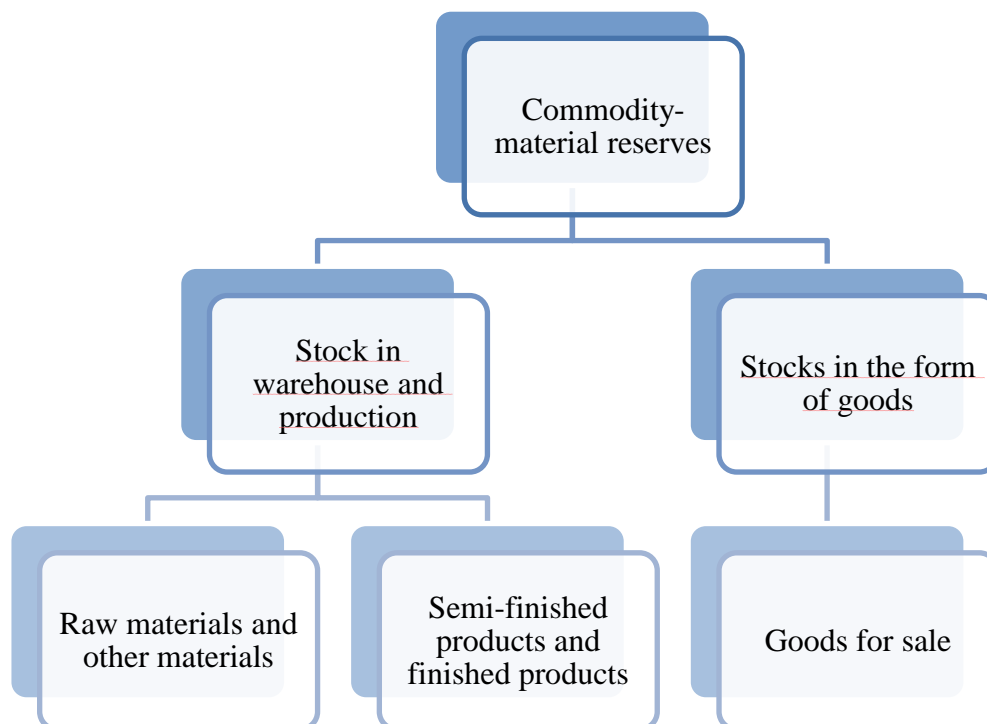 Commodity-
material reserves
Stock in
warehouse and
production
Stocks in the form
of goods
Raw materials and
other materials
Semi-finished
products and
finished products
Goods for sale